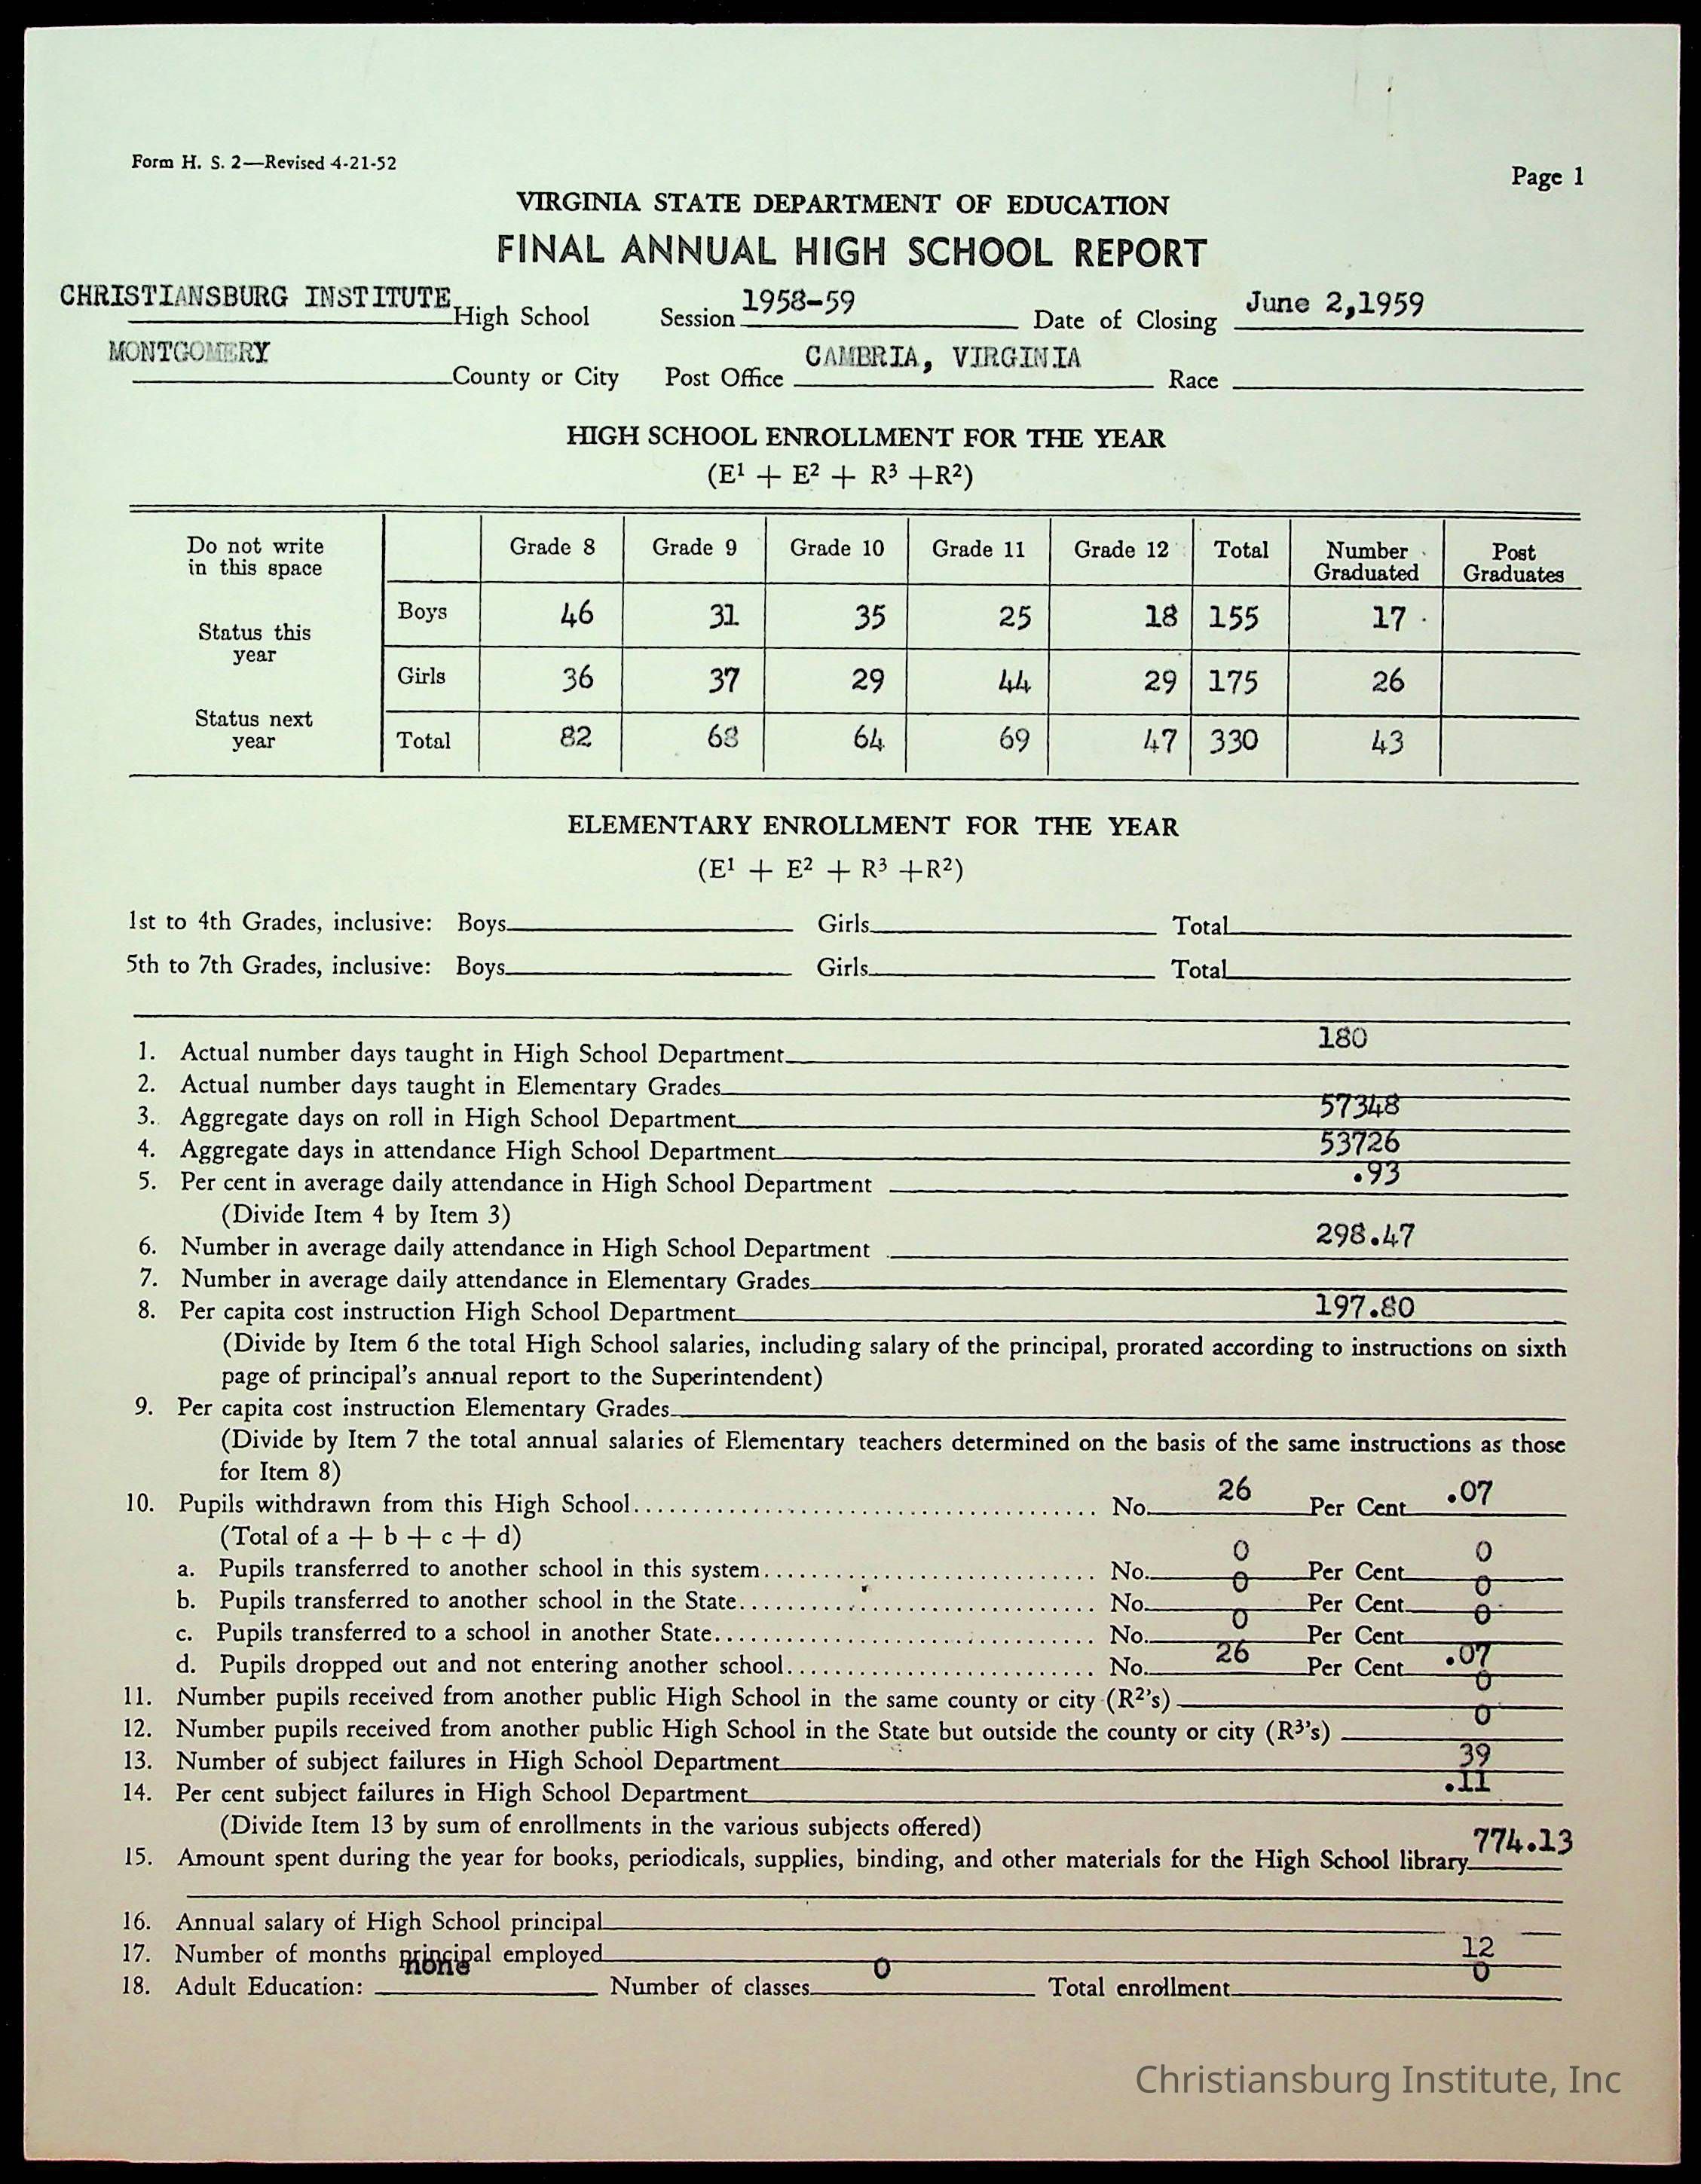 Form H. S. 2—Revised 4-21-52
Page 1
VIRGINIA STATE DEPARTMENT OF EDUCATION
FINAL ANNUAL HIGH SCHOOL REPORT
CHRISTIANSBURG INSTITUTE High School Session 1958-59 Date of Closing June 2,1959
MONTGOMERY County or City Post Office CAMBRIA, VIRGINIA Race
HIGH SCHOOL ENROLLMENT FOR THE YEAR
(E¹ + E² + R³ +R²)
Do not write in this space Grade 8 Grade 9 Grade 10 Grade 11 Grade 12 Total Number Graduated Post Graduates
Status this year Boys 46 31 35 25 18 155 17
Girls 36 37 29 44 29 175 26
Status next year Total 82 68 64 69 47 330 43
ELEMENTARY ENROLLMENT FOR THE YEAR
(E¹ + E² + R³ +R²)
1st to 4th Grades, inclusive: Boys Girls Total
5th to 7th Grades, inclusive: Boys Girls Total
1. Actual number days taught in High School Department 180
2. Actual number days taught in Elementary Grades
3. Aggregate days on roll in High School Department 57348
4. Aggregate days in attendance High School Department 53726
5. Per cent in average daily attendance in High School Department .93
(Divide Item 4 by Item 3)
6. Number in average daily attendance in High School Department 298.47
7. Number in average daily attendance in Elementary Grades
8. Per capita cost instruction High School Department 197.80
(Divide by Item 6 the total High School salaries, including salary of the principal, prorated according to instructions on sixth
page of principal's annual report to the Superintendent)
9. Per capita cost instruction Elementary Grades
(Divide by Item 7 the total annual salaries of Elementary teachers determined on the basis of the same instructions as those
for Item 8)
10. Pupils withdrawn from this High School No. 26 Per Cent .07
(Total of a + b + c + d)
a. Pupils transferred to another school in this system No. 0 Per Cent 0
b. Pupils transferred to another school in the State No. 0 Per Cent 0
c. Pupils transferred to a school in another State No. 0 Per Cent 0
d. Pupils dropped out and not entering another school No. 26 Per Cent .07
11. Number pupils received from another public High School in the same county or city (R²'s) 0
12. Number pupils received from another public High School in the State but outside the county or city (R³'s) 0
13. Number of subject failures in High School Department 39
14. Per cent subject failures in High School Department .11
(Divide Item 13 by sum of enrollments in the various subjects offered)
15. Amount spent during the year for books, periodicals, supplies, binding, and other materials for the High School library 774.13
16. Annual salary of High School principal
17. Number of months principal employed 12
18. Adult Education: none Number of classes 0 Total enrollment 0
Christiansburg Institute, Inc